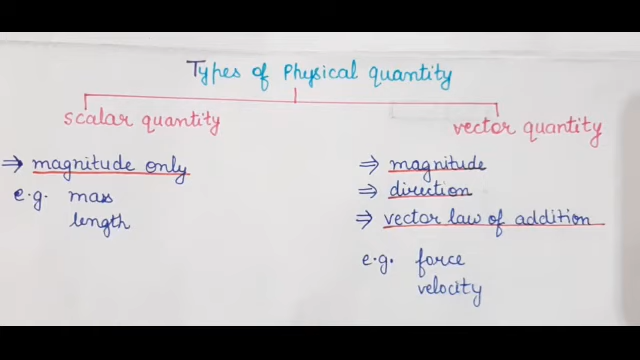 Types of Physical quantity
scalar quantity
vector quantity
⇒ magnitude only
e.g. mass
length
⇒ magnitude
⇒ direction
⇒ vector law of addition
e.g. force
velocity